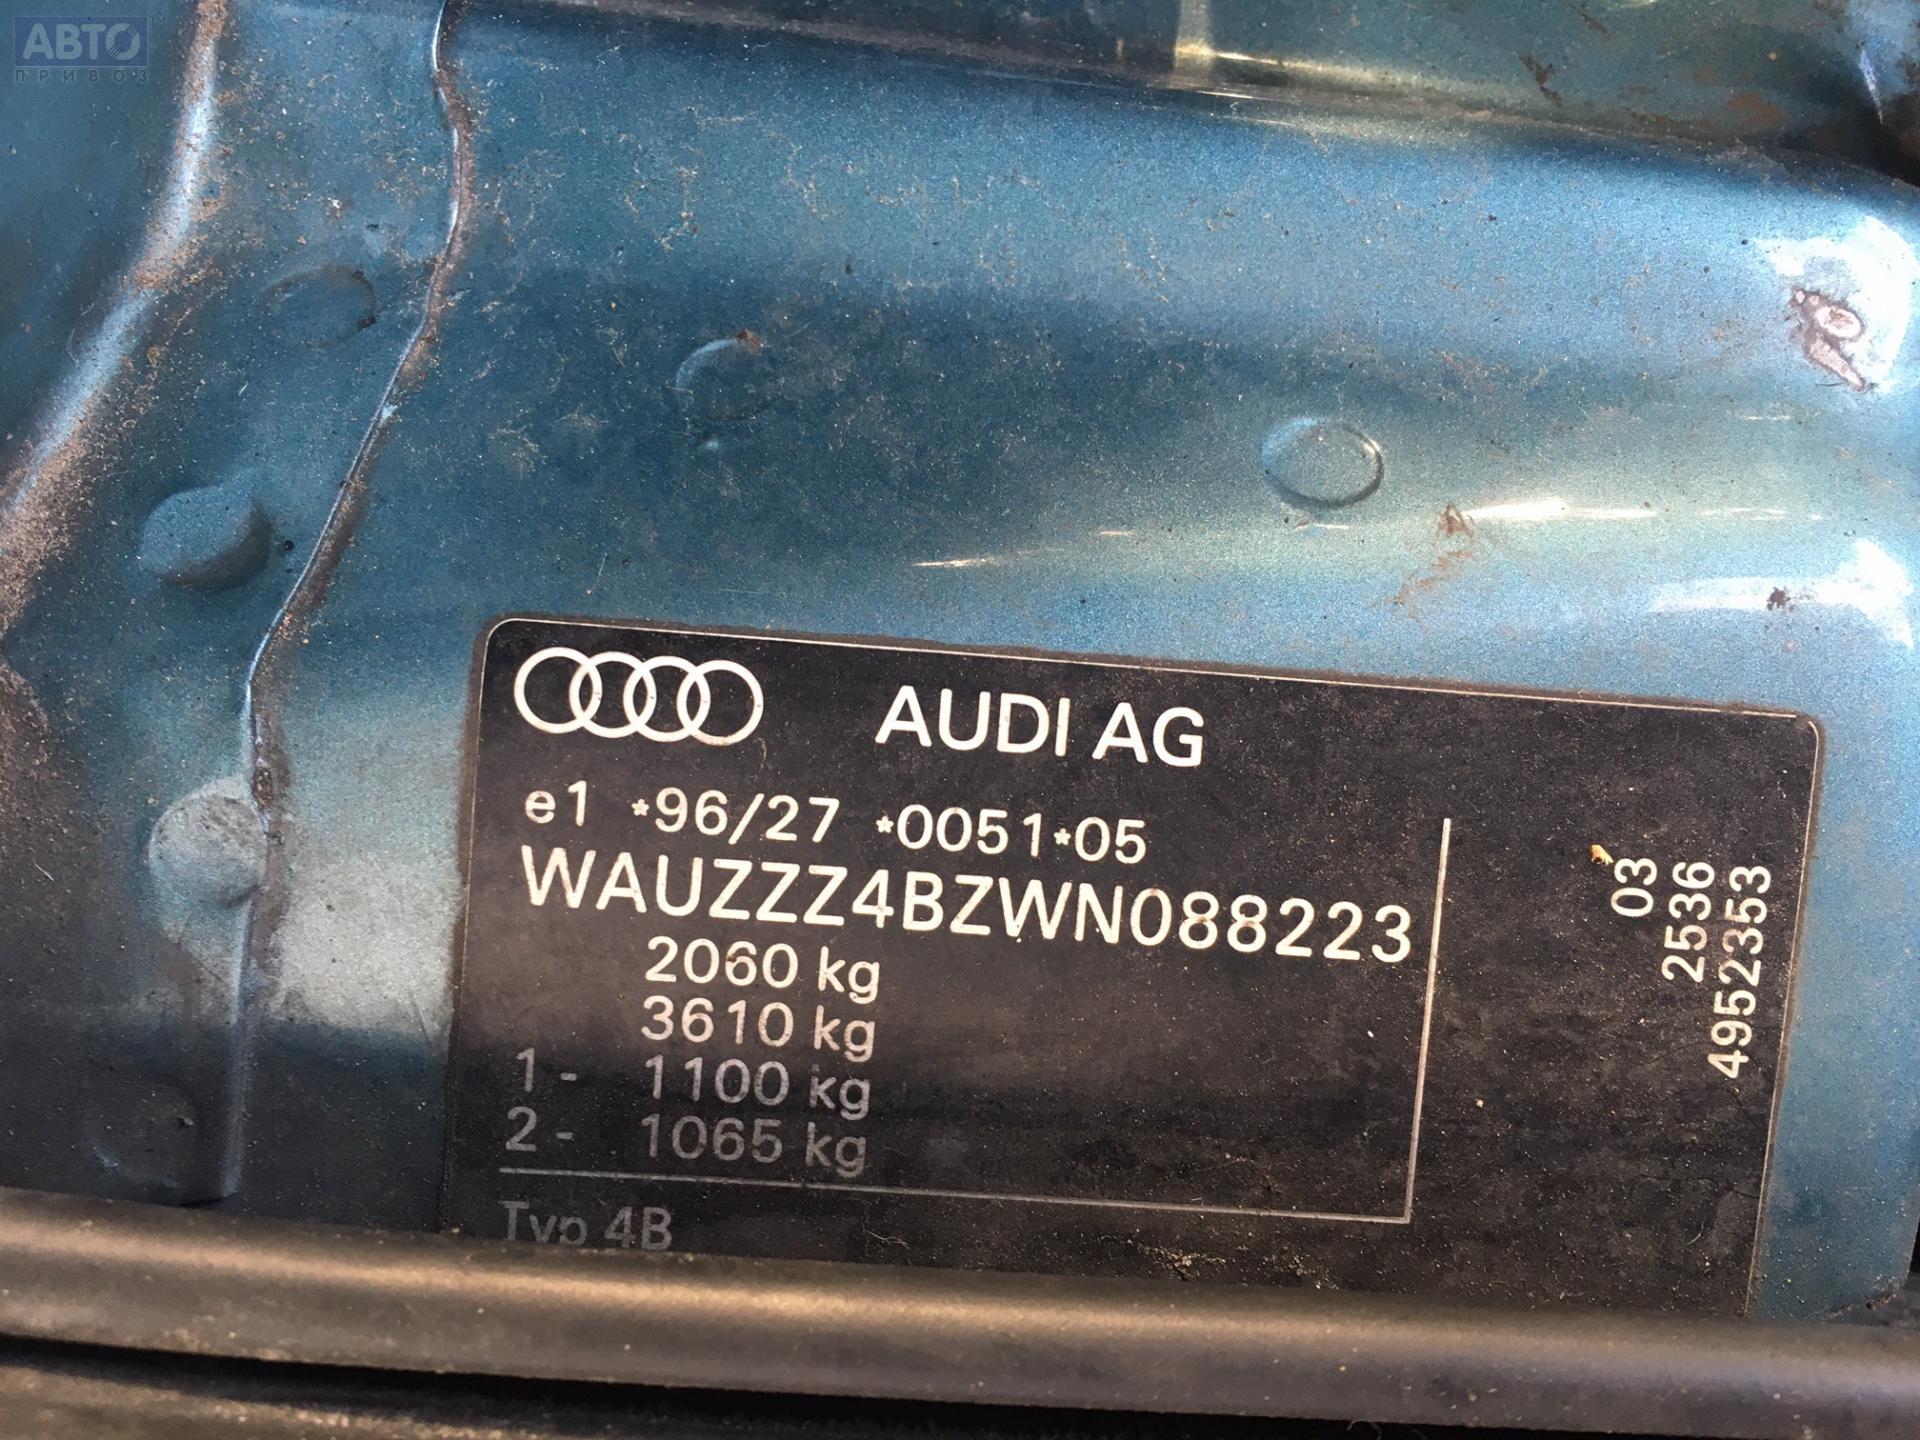 АВТО
ПРИВОЗ
AUDI AG
e1 *96/27 *0051*05
WAUZZZ4BZWN088223
2060 kg
3610 kg
1 - 1100 kg
2 - 1065 kg
Typ 4B
03
2536
4952353